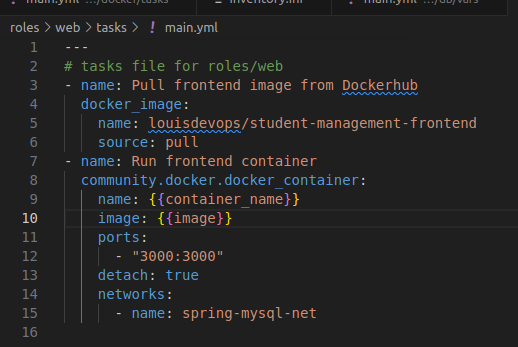 main.yml .../docker/tasks
inventory.ini
main.yml .../db/vars
roles > web > tasks > ! main.yml
1 ---
2 # tasks file for roles/web
3 - name: Pull frontend image from Dockerhub
4 docker_image:
5 name: louisdevops/student-management-frontend
6 source: pull
7 - name: Run frontend container
8 community.docker.docker_container:
9 name: {{container_name}}
10 image: {{image}}
11 ports:
12 - "3000:3000"
13 detach: true
14 networks:
15 - name: spring-mysql-net
16